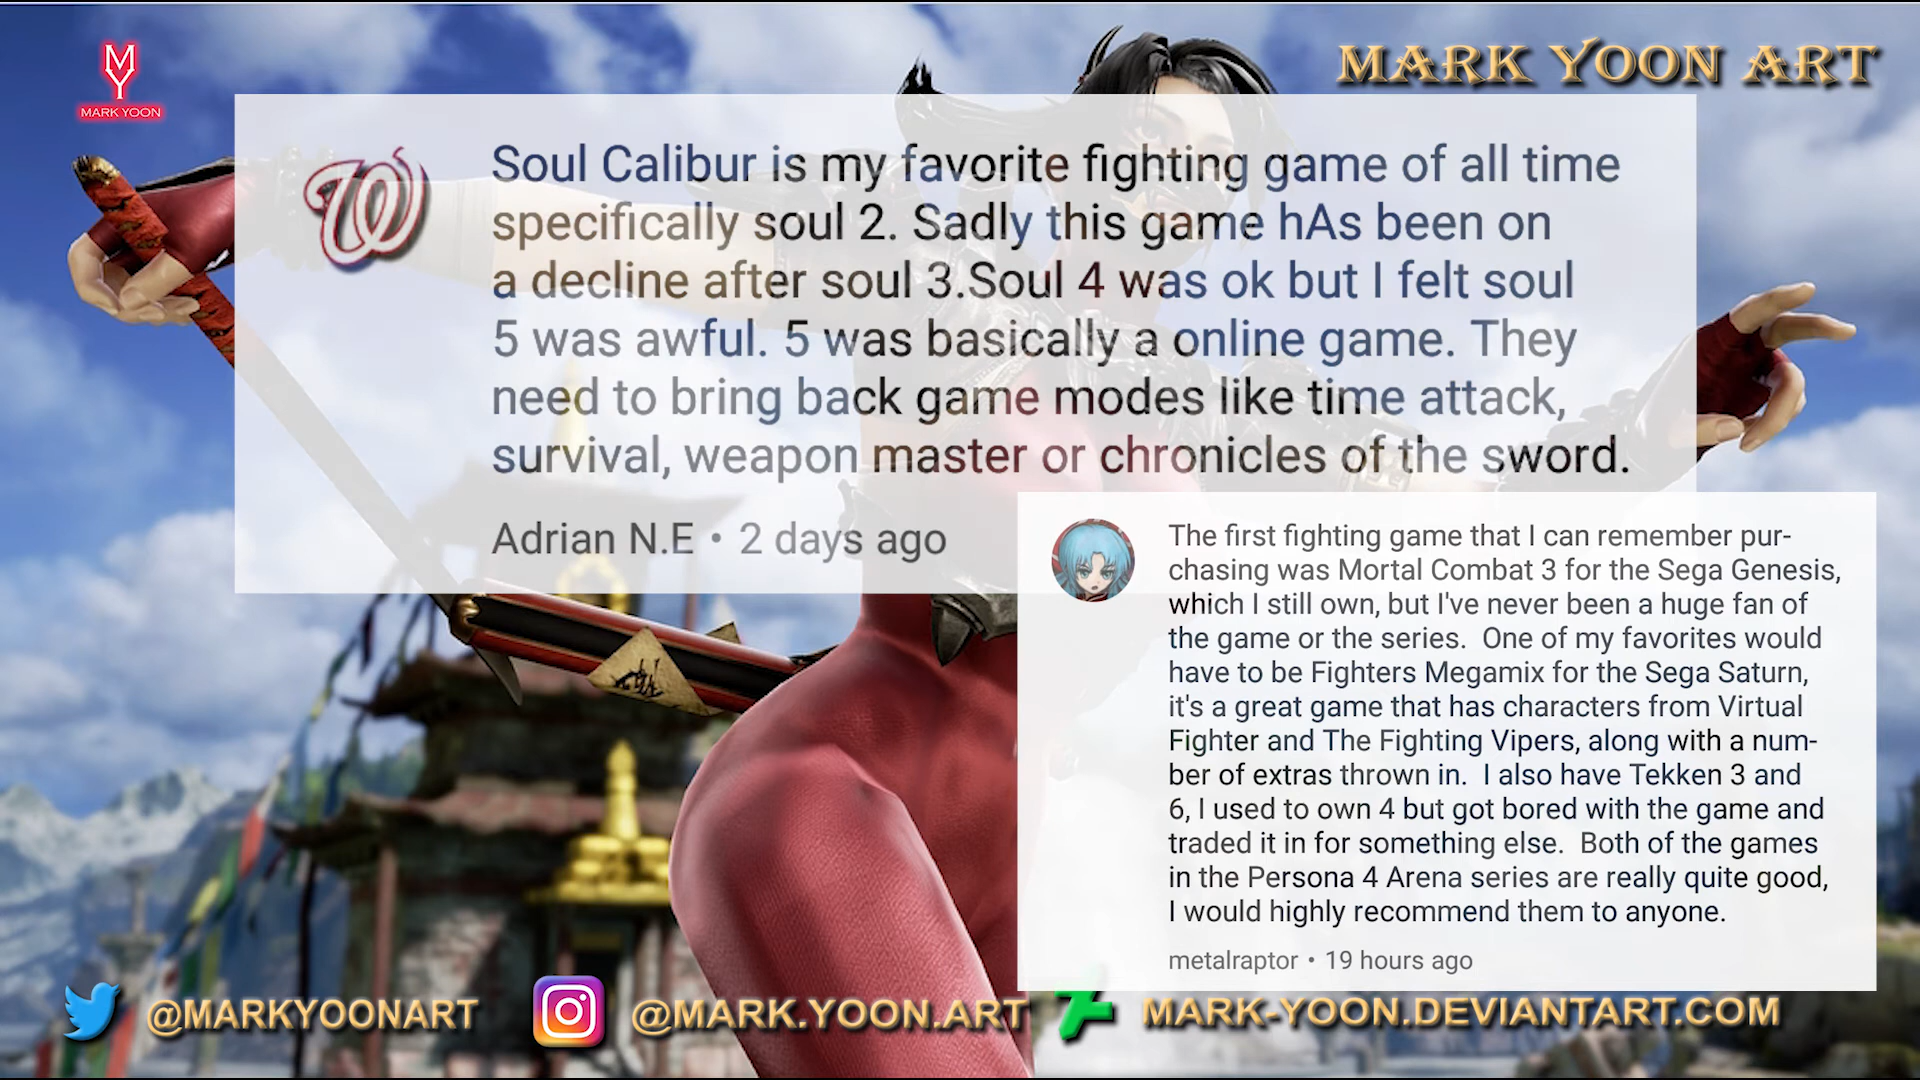 MY
MARK YOON
MARK YOON ART
Soul Calibur is my favorite fighting game of all time
specifically soul 2. Sadly this game hAs been on
a decline after soul 3.Soul 4 was ok but I felt soul
5 was awful. 5 was basically a online game. They
need to bring back game modes like time attack,
survival, weapon master or chronicles of the sword.
Adrian N.E • 2 days ago
The first fighting game that I can remember pur-
chasing was Mortal Combat 3 for the Sega Genesis,
which I still own, but I've never been a huge fan of
the game or the series.  One of my favorites would
have to be Fighters Megamix for the Sega Saturn,
it's a great game that has characters from Virtual
Fighter and The Fighting Vipers, along with a num-
ber of extras thrown in.  I also have Tekken 3 and
6, I used to own 4 but got bored with the game and
traded it in for something else.  Both of the games
in the Persona 4 Arena series are really quite good,
I would highly recommend them to anyone.
metalraptor • 19 hours ago
@MARKYOONART
@MARK.YOON.ART
MARK-YOON.DEVIANTART.COM